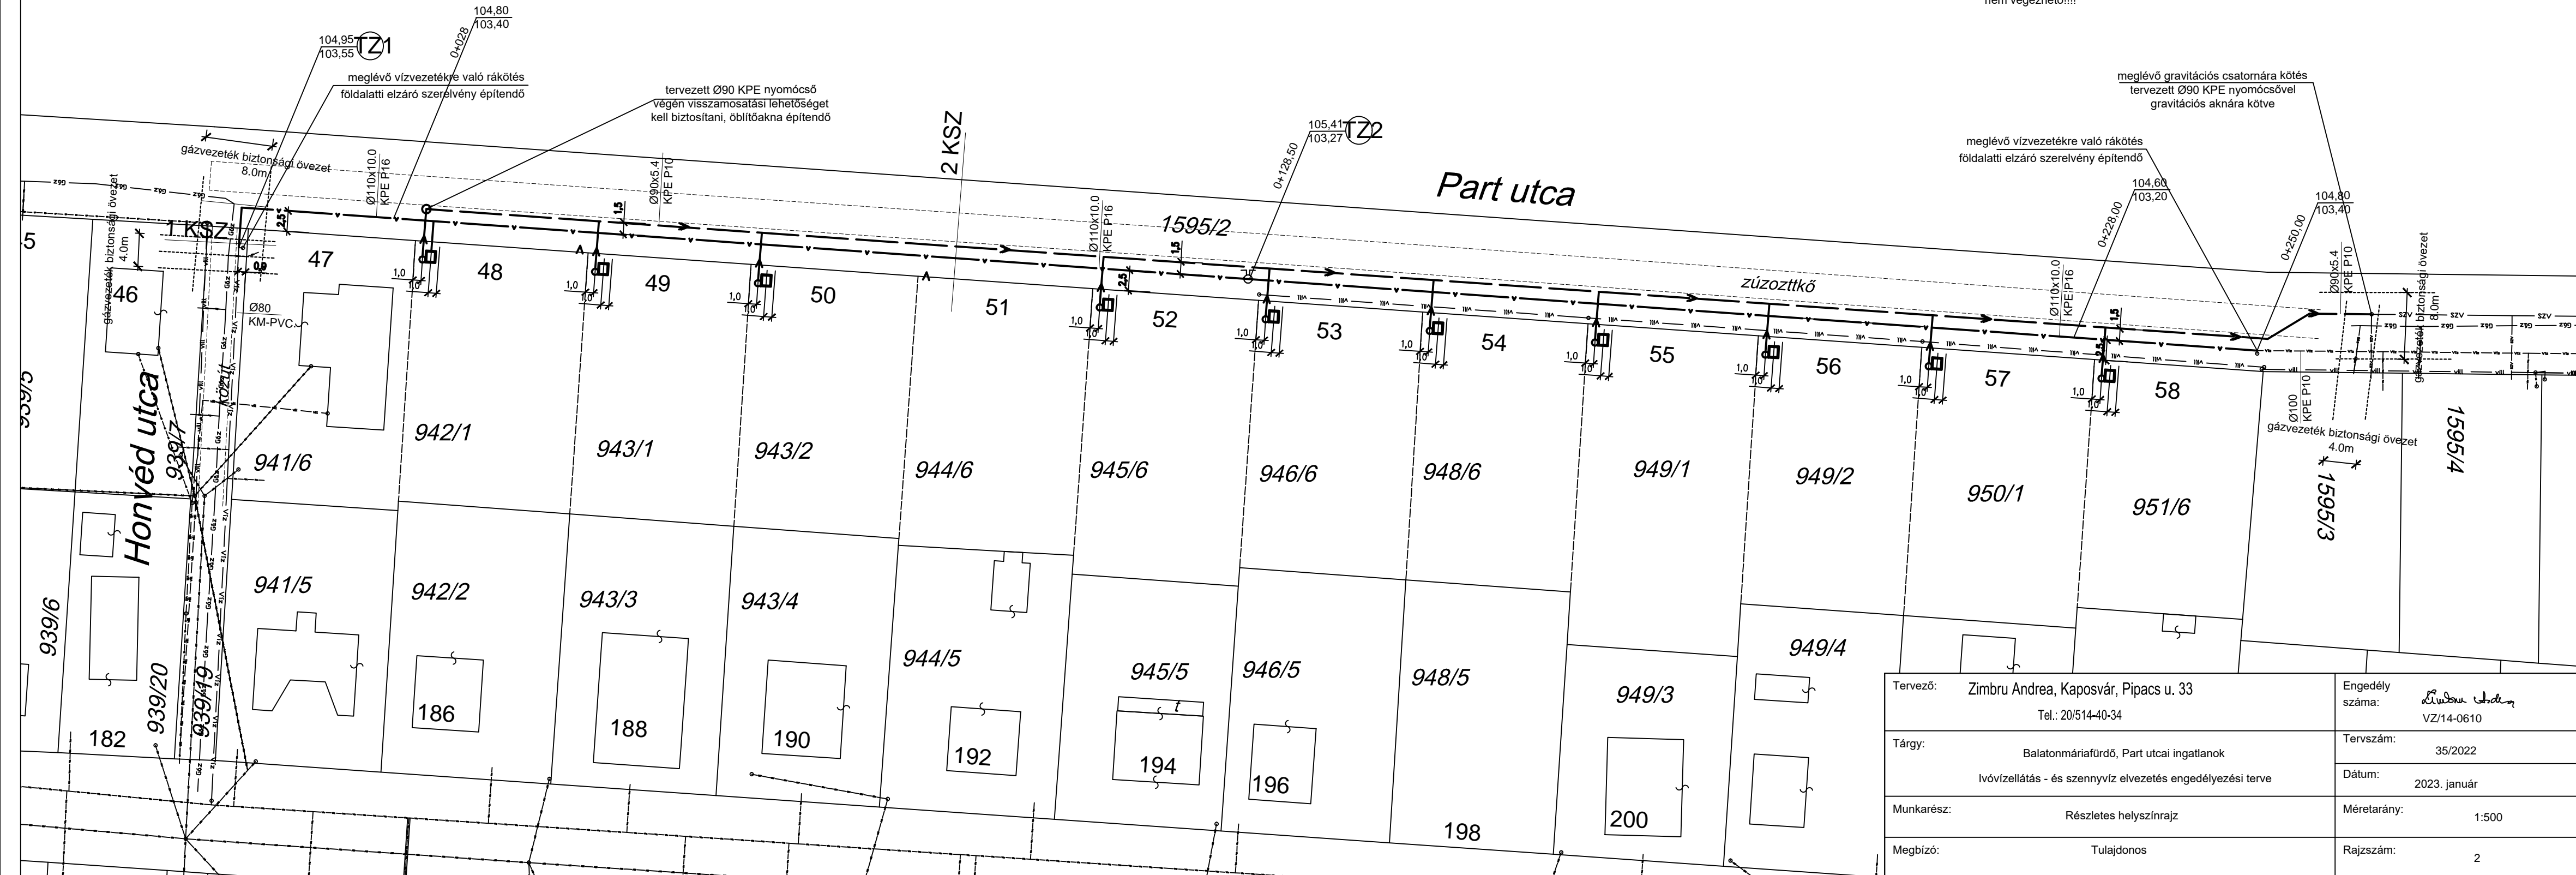 nem végezhető!!!!
104,80
103,40
0+028
104,95
103,55
TZ1
meglévő vízvezetékre való rákötés
földalatti elzáró szerelvény építendő
tervezett Ø90 KPE nyomócső
végén visszamosatási lehetőséget
kell biztosítani, öblítőakna építendő
2 KSZ
105,41
103,27
TZ2
0+128,50
Part utca
meglévő gravitációs csatornára kötés
tervezett Ø90 KPE nyomócsővel
gravitációs aknára kötve
meglévő vízvezetékre való rákötés
földalatti elzáró szerelvény építendő
104,60
103,20
0+228.00
104,80
103,40
0+250.00
gázvezeték biztonsági övezet
8.0m
gázvezeték biztonsági övezet
4.0m
Ø110x10.0
KPE P16
Ø90x5.4
KPE P10
Ø110x10.0
KPE P16
1595/2
zúzozttkő
Ø110x10.0
KPE P16
Ø90x5.4
KPE P10
gázvezeték biztonsági övezet
8.0m
1 KSZ
46
47
48
49
50
51
52
53
54
55
56
57
58
Ø80
KM-PVC
Ø100
KPE P10
gázvezeték biztonsági övezet
4.0m
939/5
Honvéd utca
939/7
közút
941/6
942/1
943/1
943/2
944/6
945/6
946/6
948/6
949/1
949/2
950/1
951/6
1595/3
1595/4
939/6
939/20
939/19
941/5
942/2
943/3
943/4
944/5
945/5
946/5
948/5
949/3
949/4
t
182
186
188
190
192
194
196
198
200
Tervező:
Zimbru Andrea, Kaposvár, Pipacs u. 33
Tel.: 20/514-40-34
Engedély
száma:
VZ/14-0610
Tárgy:
Balatonmáriafürdő, Part utcai ingatlanok
Ivóvízellátás - és szennyvíz elvezetés engedélyezési terve
Tervszám:
35/2022
Dátum:
2023. január
Munkarész:
Részletes helyszínrajz
Méretarány:
1:500
Megbízó:
Tulajdonos
Rajzszám:
2